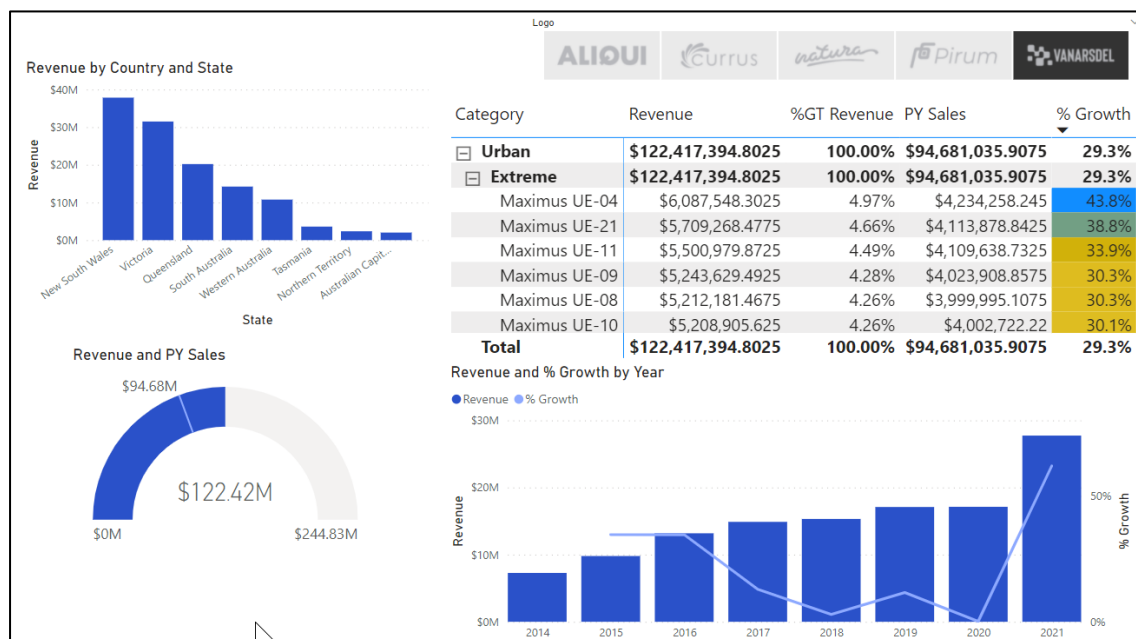 Logo
ALIQUI
Currus
natura
Pirum
VANARSDEL
Revenue by Country and State
Revenue
$40M
$30M
$20M
$10M
$0M
New South Wales
Victoria
Queensland
South Australia
Western Australia
Tasmania
Northern Territory
Australian Capit...
State
Category Revenue %GT Revenue PY Sales % Growth
Urban $122,417,394.8025 100.00% $94,681,035.9075 29.3%
Extreme $122,417,394.8025 100.00% $94,681,035.9075 29.3%
Maximus UE-04 $6,087,548.3025 4.97% $4,234,258.245 43.8%
Maximus UE-21 $5,709,268.4775 4.66% $4,113,878.8425 38.8%
Maximus UE-11 $5,500,979.8725 4.49% $4,109,638.7325 33.9%
Maximus UE-09 $5,243,629.4925 4.28% $4,023,908.8575 30.3%
Maximus UE-08 $5,212,181.4675 4.26% $3,999,995.1075 30.3%
Maximus UE-10 $5,208,905.625 4.26% $4,002,722.22 30.1%
Total $122,417,394.8025 100.00% $94,681,035.9075 29.3%
Revenue and PY Sales
$94.68M
$122.42M
$0M
$244.83M
Revenue and % Growth by Year
Revenue % Growth
Revenue
$30M
$20M
$10M
$0M
50%
0%
% Growth
2014 2015 2016 2017 2018 2019 2020 2021